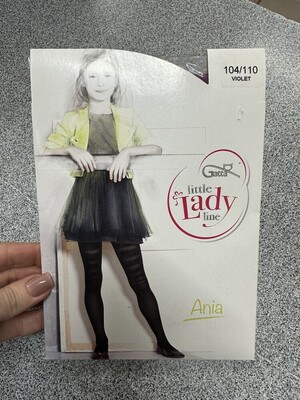 104/110
VIOLET
Gatta
little
Lady
line
Ania